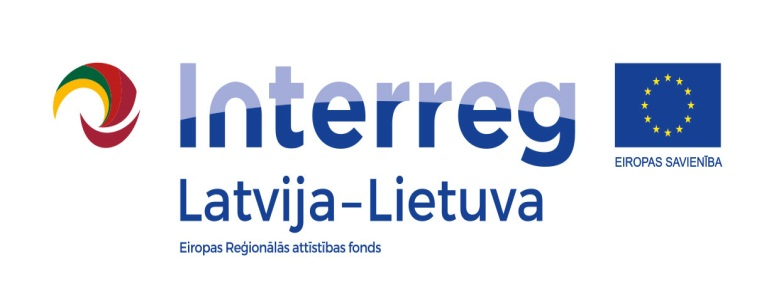 Interreg
EIROPAS SAVIENĪBA
Latvija–Lietuva
Eiropas Reģionālās attīstības fonds